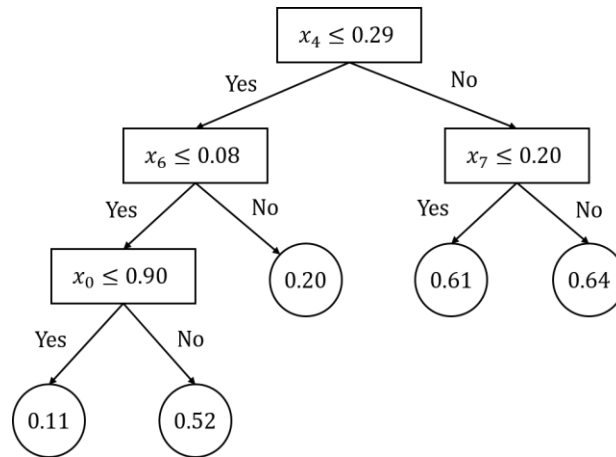 x₄ ≤ 0.29
Yes
No
x₆ ≤ 0.08
x₇ ≤ 0.20
Yes
No
Yes
No
x₀ ≤ 0.90
0.20
0.61
0.64
Yes
No
0.11
0.52